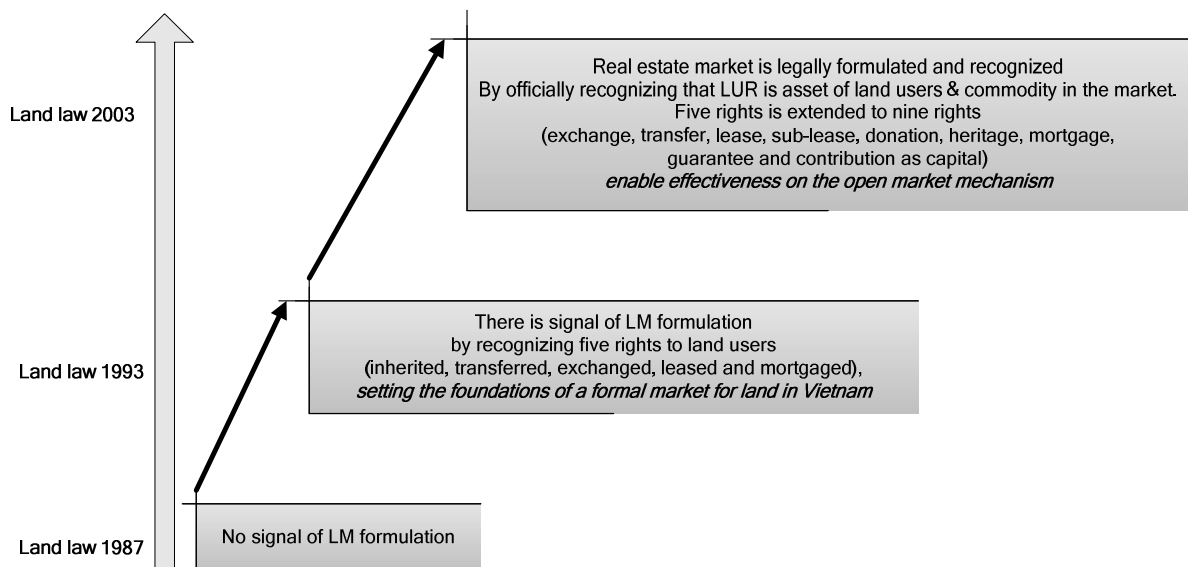 Land law 2003
Real estate market is legally formulated and recognized
By officially recognizing that LUR is asset of land users & commodity in the market.
Five rights is extended to nine rights
(exchange, transfer, lease, sub-lease, donation, heritage, mortgage,
guarantee and contribution as capital)
enable effectiveness on the open market mechanism
Land law 1993
There is signal of LM formulation
by recognizing five rights to land users
(inherited, transferred, exchanged, leased and mortgaged),
setting the foundations of a formal market for land in Vietnam
Land law 1987
No signal of LM formulation